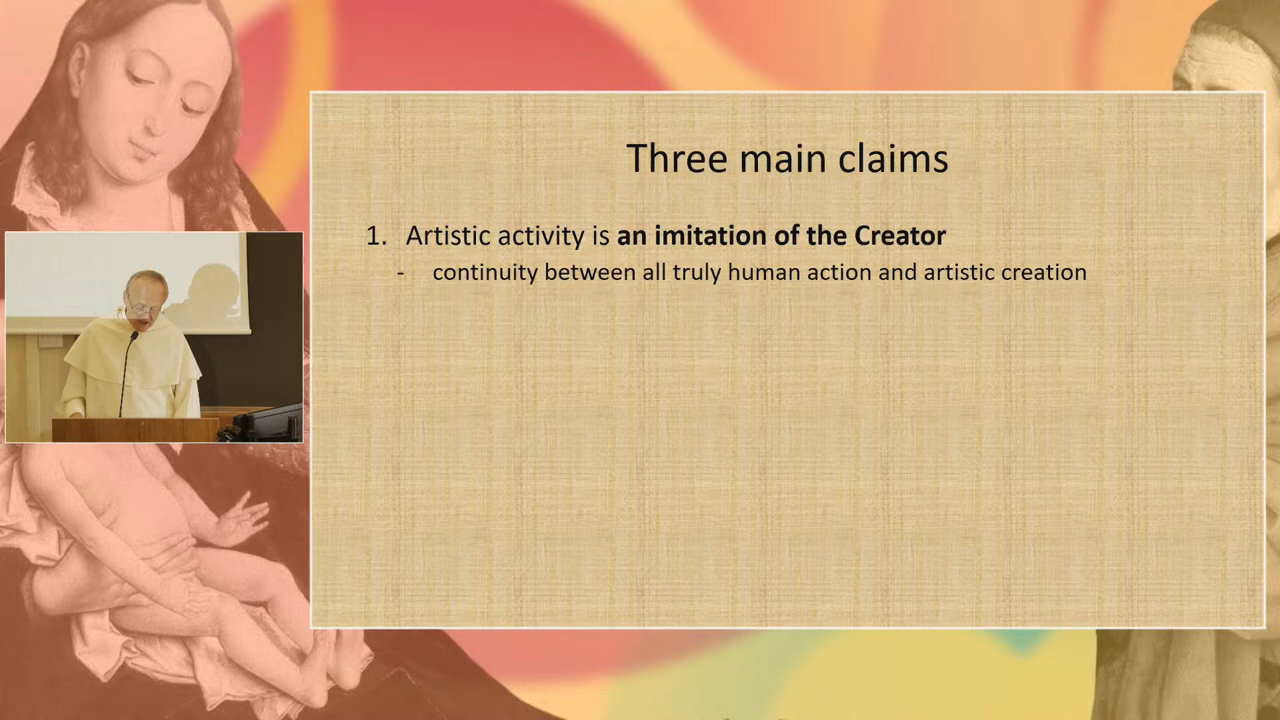 Three main claims
1. Artistic activity is an imitation of the Creator
- continuity between all truly human action and artistic creation